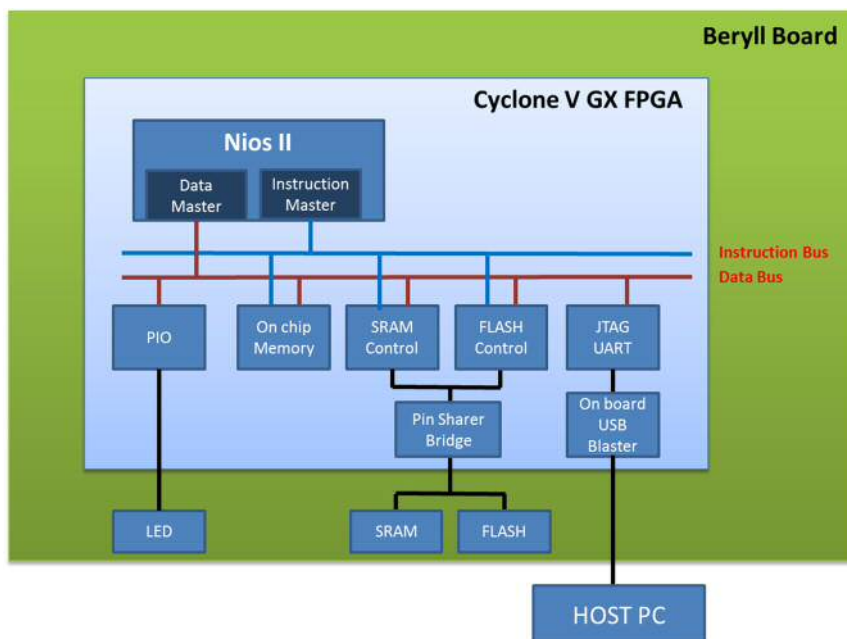 Beryll Board
Cyclone V GX FPGA
Nios II
Data
Master
Instruction
Master
Instruction Bus
Data Bus
PIO
On chip
Memory
SRAM
Control
FLASH
Control
JTAG
UART
Pin Sharer
Bridge
On board
USB
Blaster
LED
SRAM
FLASH
HOST PC